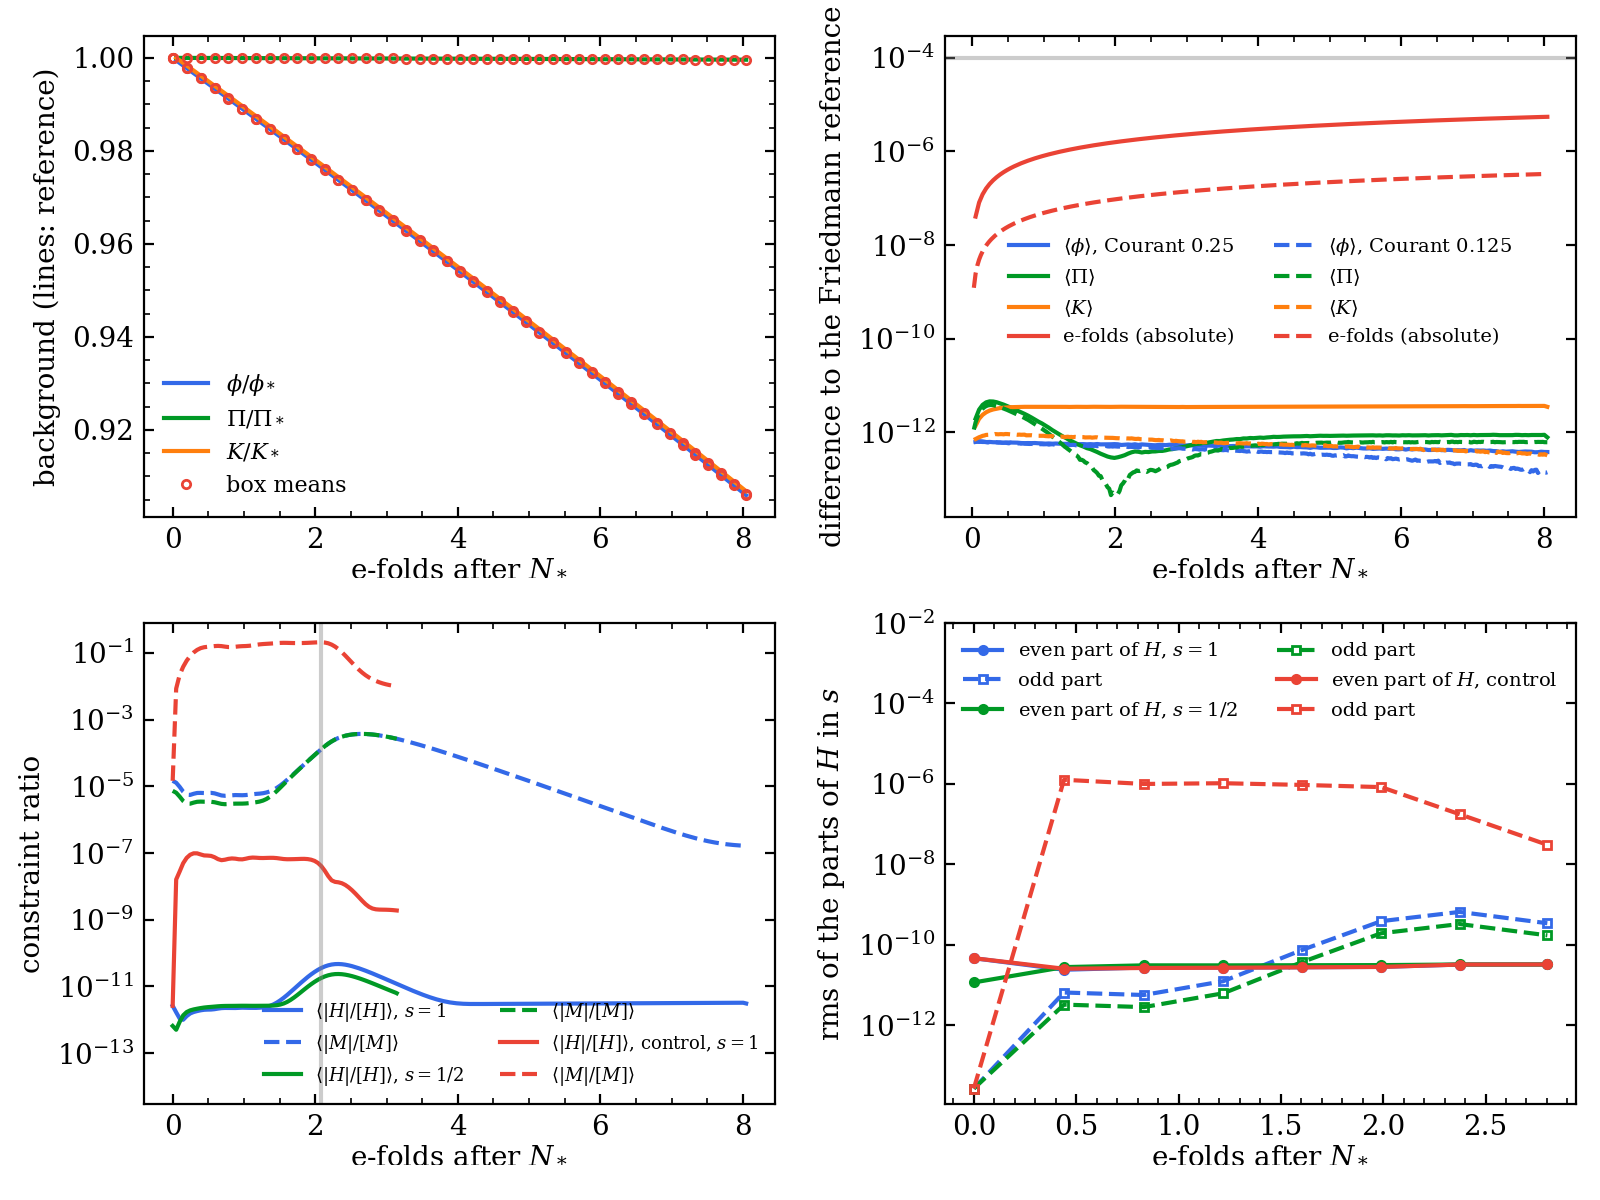 background (lines: reference)
1.00
0.98
0.96
0.94
0.92
ϕ/ϕ∗
Π/Π∗
K/K∗
box means
0 2 4 6 8
e-folds after N∗
difference to the Friedmann reference
10⁻⁴
10⁻⁶
10⁻⁸
10⁻¹⁰
10⁻¹²
⟨ϕ⟩, Courant 0.25 ⟨ϕ⟩, Courant 0.125
⟨Π⟩ ⟨Π⟩
⟨K⟩ ⟨K⟩
e-folds (absolute) e-folds (absolute)
0 2 4 6 8
e-folds after N∗
constraint ratio
10⁻¹
10⁻³
10⁻⁵
10⁻⁷
10⁻⁹
10⁻¹¹
10⁻¹³
⟨|H|/[H]⟩, s = 1 ⟨|M|/[M]⟩
⟨|M|/[M]⟩ ⟨|H|/[H]⟩, control, s = 1
⟨|H|/[H]⟩, s = 1/2 ⟨|M|/[M]⟩
0 2 4 6 8
e-folds after N∗
rms of the parts of H in s
10⁻²
10⁻⁴
10⁻⁶
10⁻⁸
10⁻¹⁰
10⁻¹²
even part of H, s = 1 odd part
odd part even part of H, control
even part of H, s = 1/2 odd part
0.0 0.5 1.0 1.5 2.0 2.5
e-folds after N∗